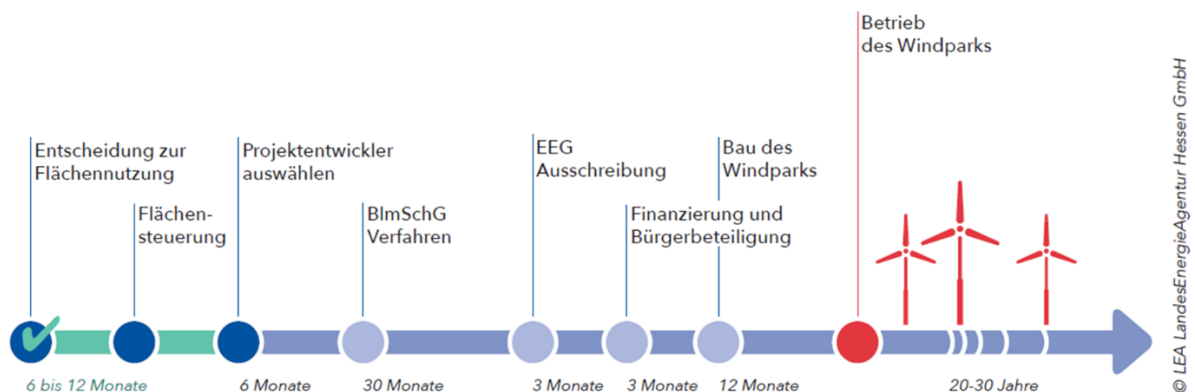 Betrieb
des Windparks
Entscheidung zur
Flächennutzung
Projektentwickler
auswählen
EEG
Ausschreibung
Bau des
Windparks
Flächen-
steuerung
BImSchG
Verfahren
Finanzierung und
Bürgerbeteiligung
6 bis 12 Monate
6 Monate
30 Monate
3 Monate
3 Monate
12 Monate
20-30 Jahre
© LEA LandesEnergieAgentur Hessen GmbH